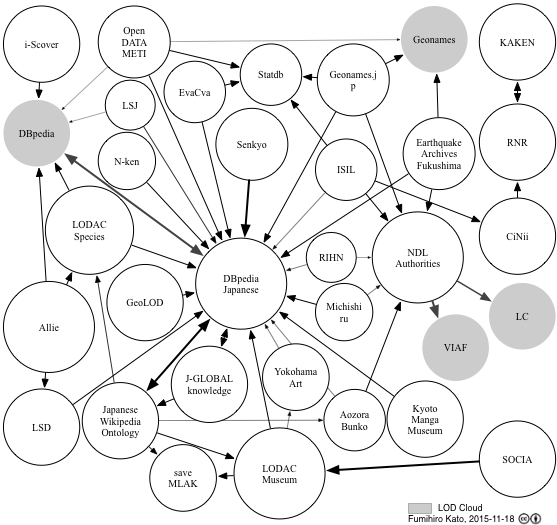 i-Scover
Open
DATA
METI
Geonames
KAKEN
Statdb
Geonames.j
p
EvaCva
LSJ
DBpedia
Senkyo
Earthquake
Archives
Fukushima
RNR
N-ken
ISIL
LODAC
Species
CiNii
DBpedia
Japanese
RIHN
NDL
Authorities
GeoLOD
Michishi
ru
LC
Allie
VIAF
J-GLOBAL
knowledge
Yokohama
Art
LSD
Japanese
Wikipedia
Ontology
Aozora
Bunko
Kyoto
Manga
Museum
save
MLAK
LODAC
Museum
SOCIA
LOD Cloud
Fumihiro Kato, 2015-11-18